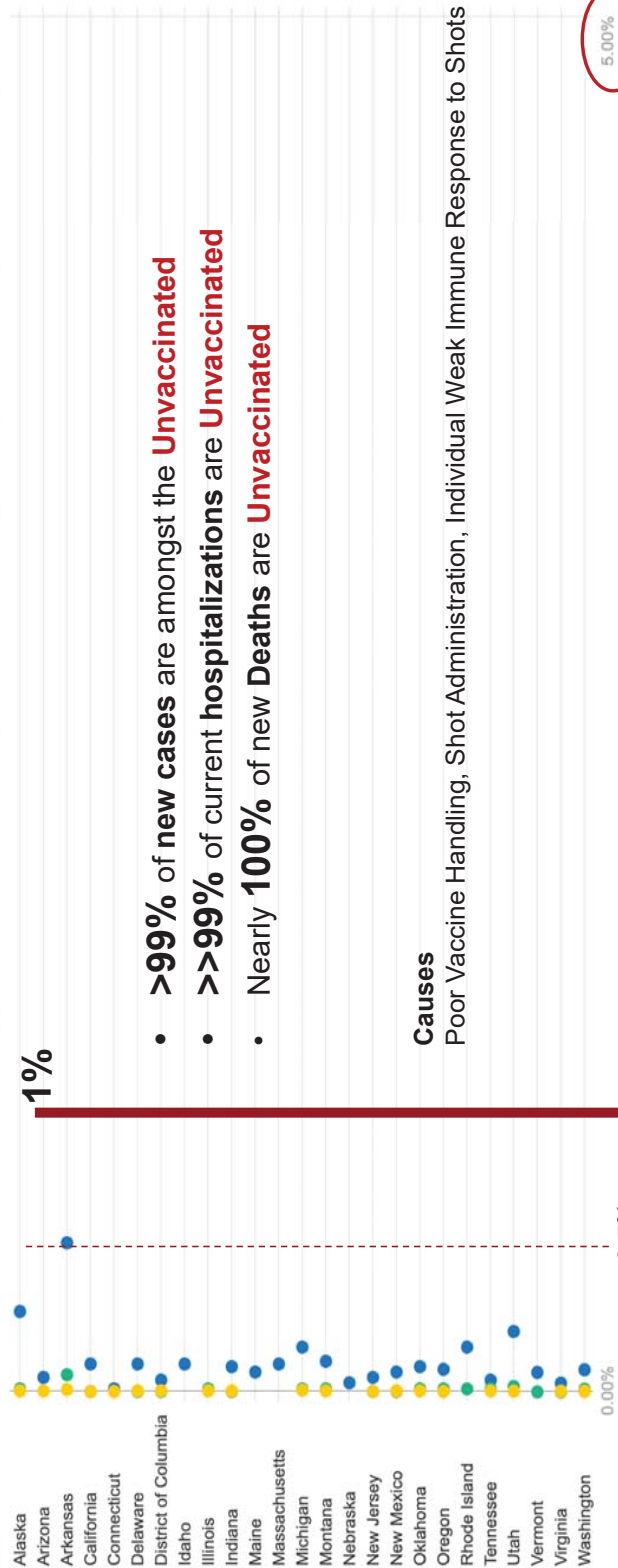 Alaska
Arizona
Arkansas
California
Connecticut
Delaware
District of Columbia
Idaho
Illinois
Indiana
Maine
Massachusetts
Michigan
Montana
Nebraska
New Jersey
New Mexico
Oklahoma
Oregon
Rhode Island
Tennessee
Utah
Vermont
Virginia
Washington
1%
• >99% of new cases are amongst the Unvaccinated
• >>99% of current hospitalizations are Unvaccinated
• Nearly 100% of new Deaths are Unvaccinated
Causes
Poor Vaccine Handling, Shot Administration, Individual Weak Immune Response to Shots
0.00%
5.00%